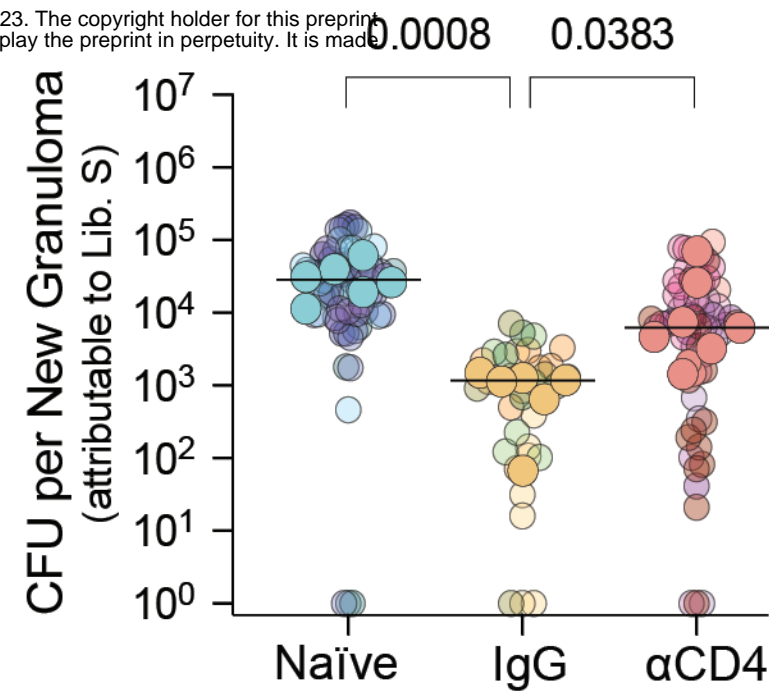 23. The copyright holder for this preprint
play the preprint in perpetuity. It is made
0.0008 0.0383
CFU per New Granuloma
(attributable to Lib. S)
10⁷
10⁶
10⁵
10⁴
10³
10²
10¹
10⁰
Naïve IgG αCD4